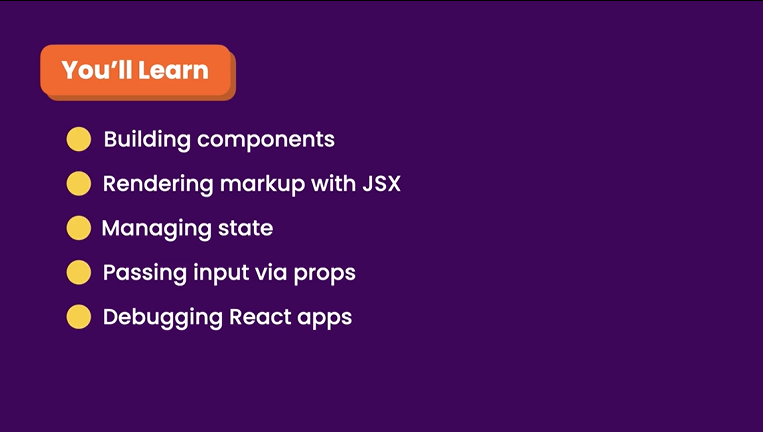 You’ll Learn
Building components
Rendering markup with JSX
Managing state
Passing input via props
Debugging React apps